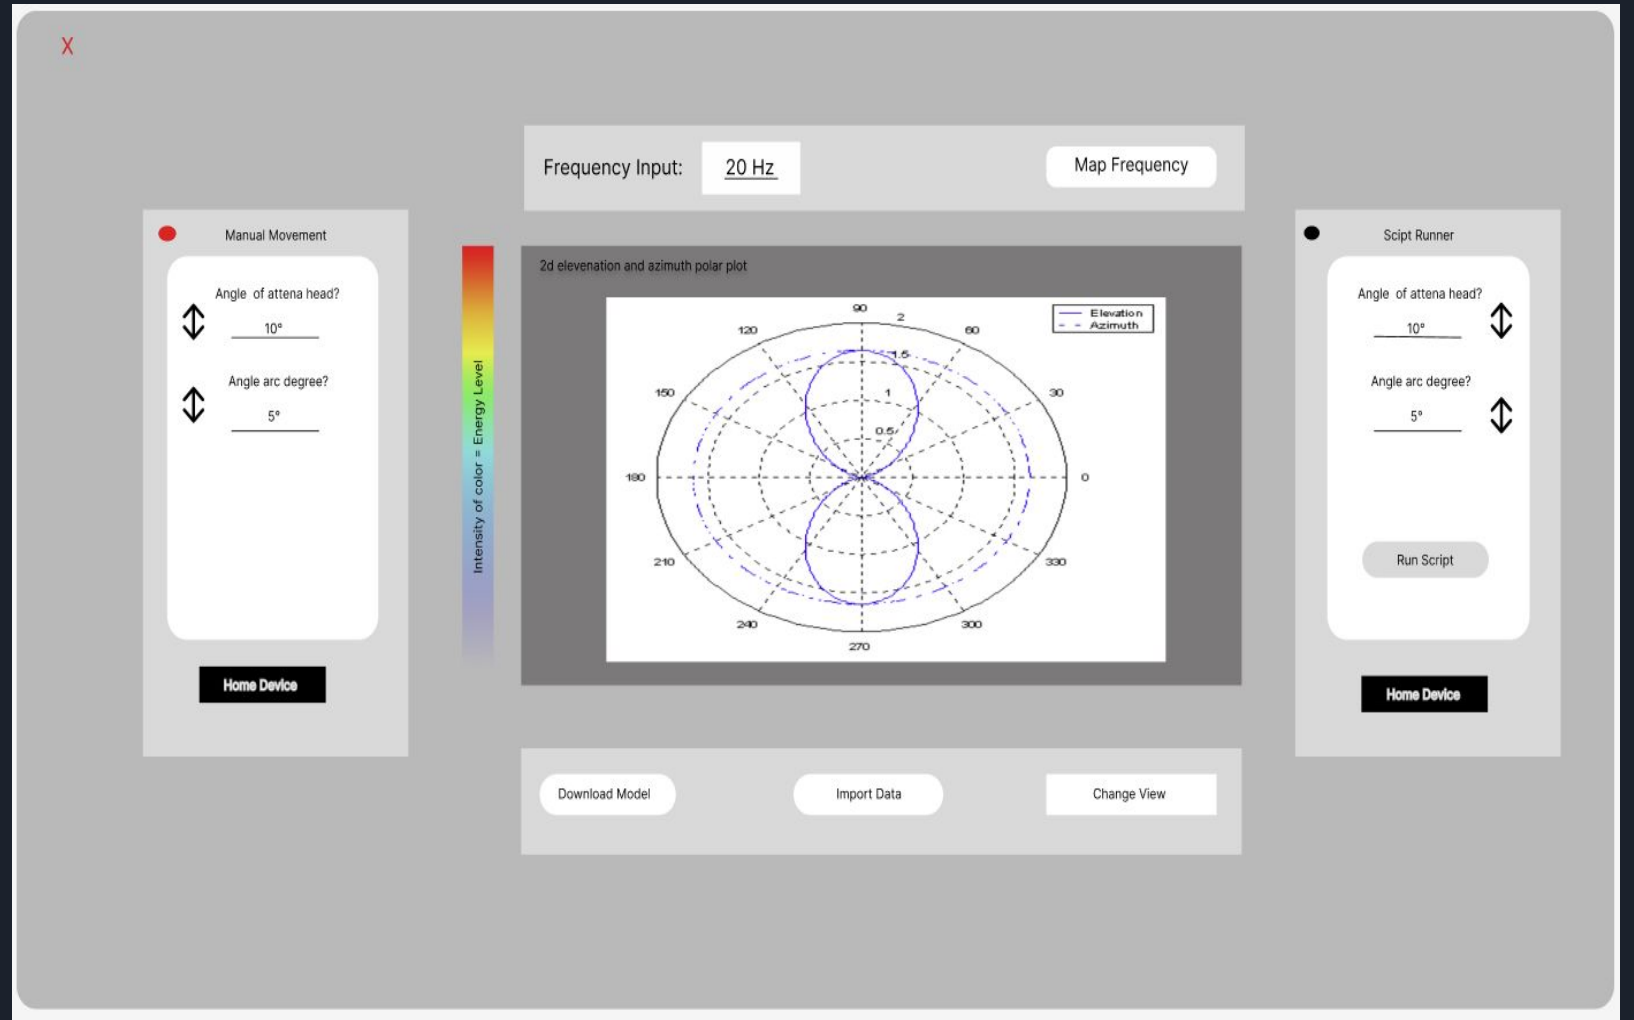 X
Frequency Input:
20 Hz
Map Frequency
Manual Movement
Angle of attena head?
10°
Angle arc degree?
5°
Home Device
Intensity of color = Energy Level
2d elevenation and azimuth polar plot
Elevation
Azimuth
90
2
120
60
1.5
150
1
30
0.5
180
0
210
330
240
300
270
Scipt Runner
Angle of attena head?
10°
Angle arc degree?
5°
Run Script
Home Device
Download Model
Import Data
Change View